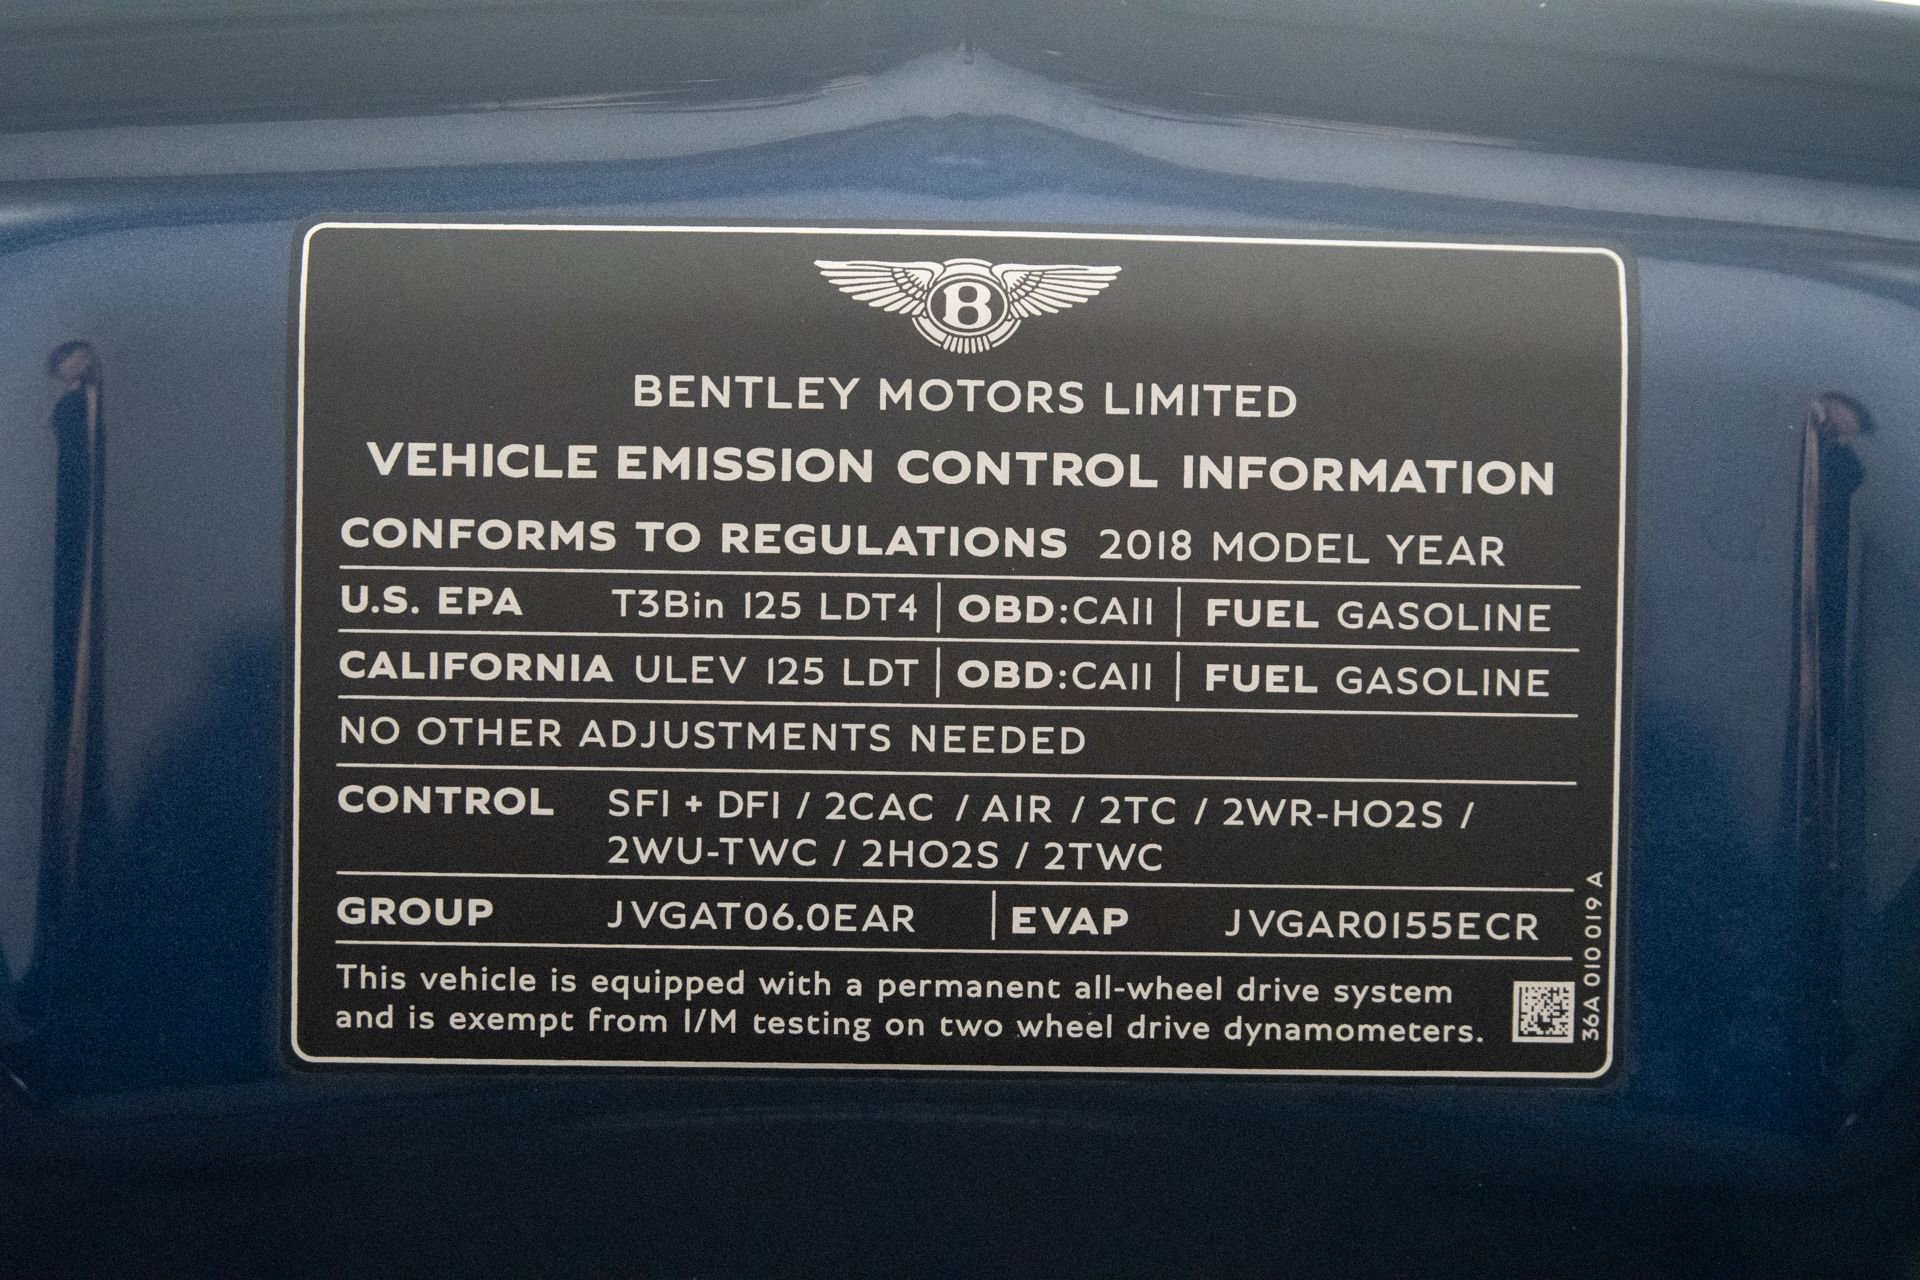 B
BENTLEY MOTORS LIMITED
VEHICLE EMISSION CONTROL INFORMATION
CONFORMS TO REGULATIONS 2018 MODEL YEAR
U.S. EPA T3Bin 125 LDT4 | OBD:CAII | FUEL GASOLINE
CALIFORNIA ULEV 125 LDT | OBD:CAII | FUEL GASOLINE
NO OTHER ADJUSTMENTS NEEDED
CONTROL SFI + DFI / 2CAC / AIR / 2TC / 2WR-HO2S /
2WU-TWC / 2HO2S / 2TWC
GROUP JVGAT06.0EAR | EVAP JVGAR0155ECR
This vehicle is equipped with a permanent all-wheel drive system
and is exempt from I/M testing on two wheel drive dynamometers.
36A 010 019 A